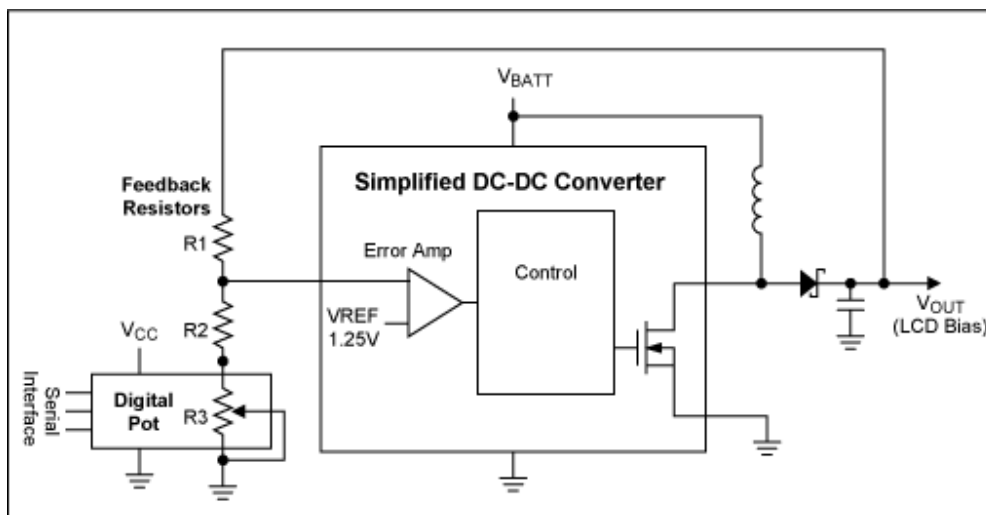 VBATT
Feedback
Resistors
Simplified DC-DC Converter
R1
Error Amp
Control
VREF
1.25V
VCC
R2
VOUT
(LCD Bias)
Serial
Interface
Digital
Pot
R3